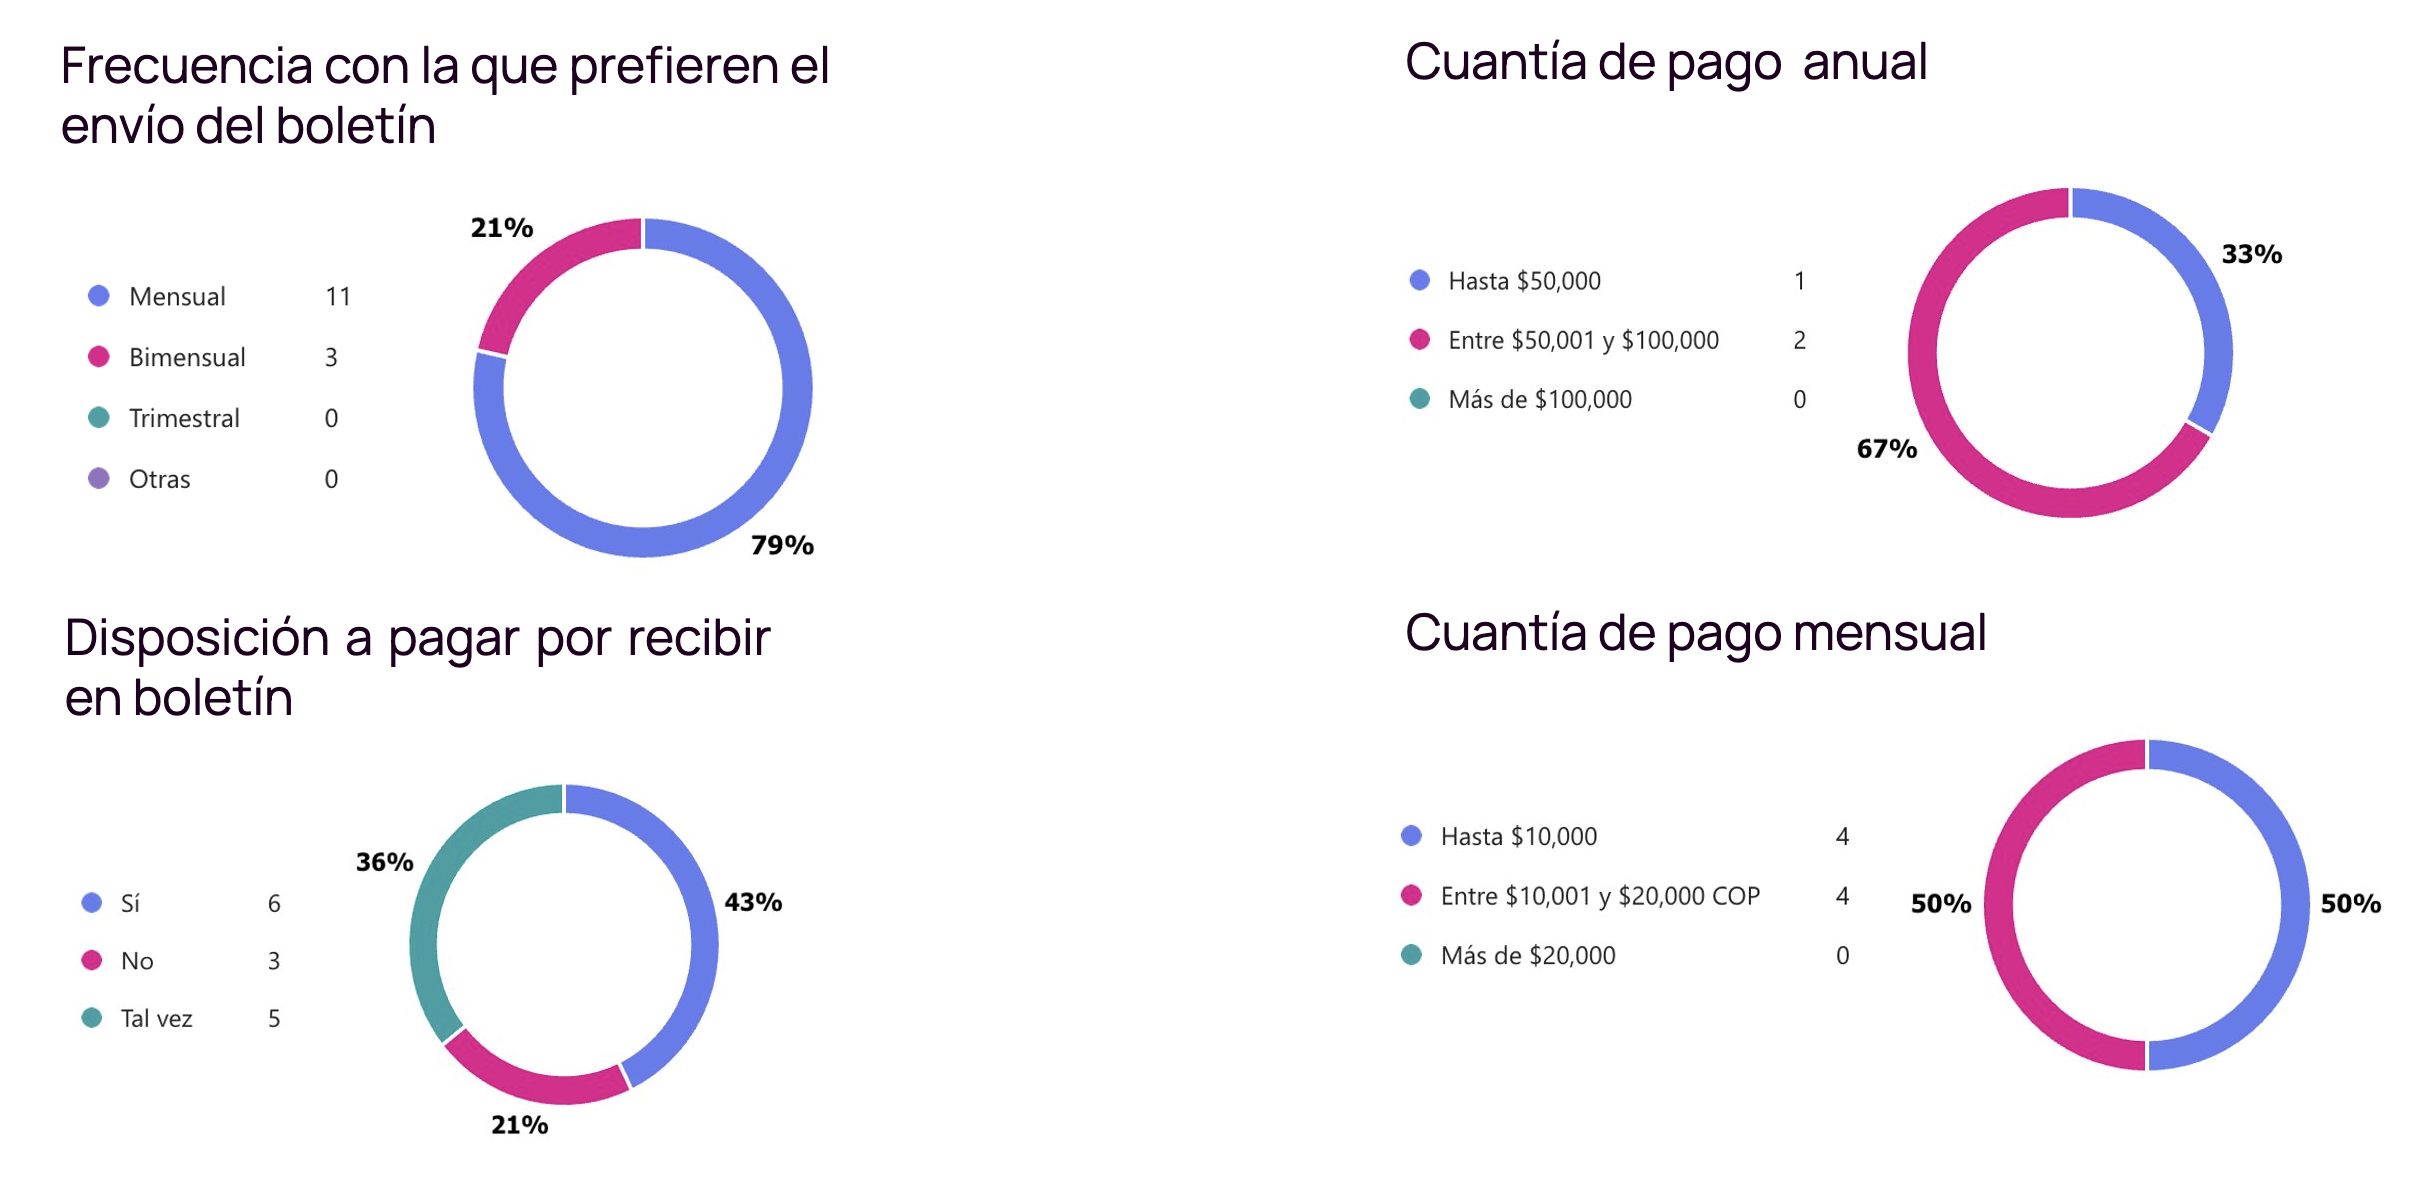 Frecuencia con la que prefieren el
envío del boletín
21%
Mensual 11
Bimensual 3
Trimestral 0
Otras 0
79%
Cuantía de pago anual
33%
Hasta $50,000 1
Entre $50,001 y $100,000 2
Más de $100,000 0
67%
Disposición a pagar por recibir
en boletín
36%
43%
Sí 6
No 3
Tal vez 5
21%
Cuantía de pago mensual
Hasta $10,000 4
Entre $10,001 y $20,000 COP 4
Más de $20,000 0
50%
50%